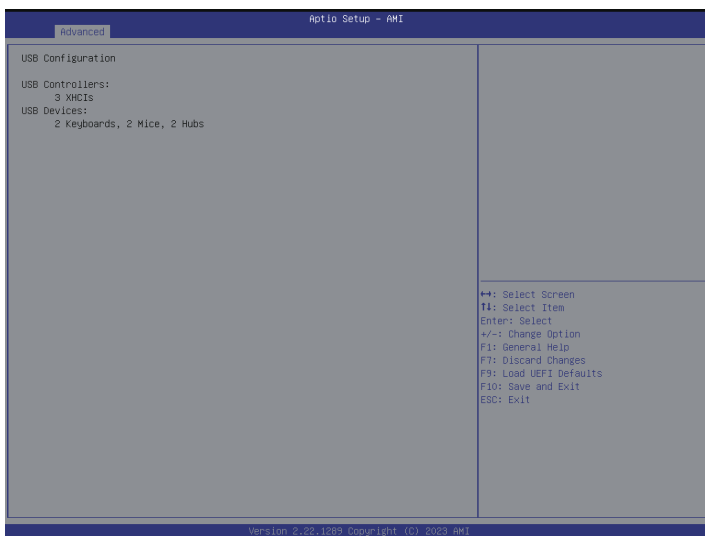 Aptio Setup - AMI
Advanced
USB Configuration
USB Controllers:
3 XHCIs
USB Devices:
2 Keyboards, 2 Mice, 2 Hubs
↔: Select Screen
↑↓: Select Item
Enter: Select
+/-: Change Option
F1: General Help
F7: Discard Changes
F9: Load UEFI Defaults
F10: Save and Exit
ESC: Exit
Version 2.22.1289 Copyright (C) 2023 AMI